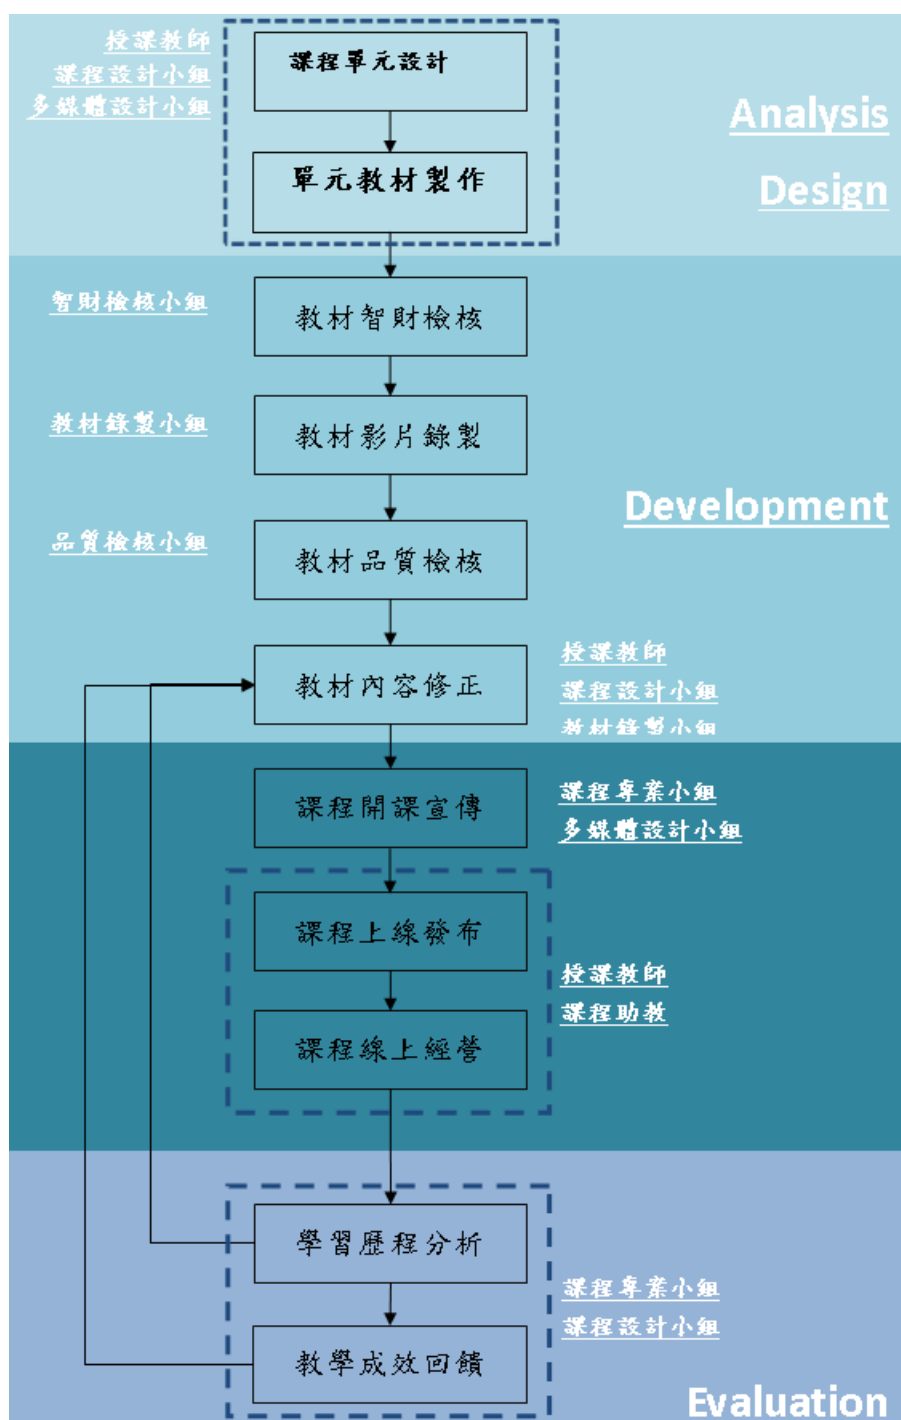 授課教師
課程設計小組
多媒體設計小組
課程單元設計
Analysis
單元教材製作
Design
智財檢核小組
教材智財檢核
教材錄製小組
教材影片錄製
Development
品質檢核小組
教材品質檢核
教材內容修正
授課教師
課程設計小組
教材錄製小組
課程開課宣傳
課程專案小組
多媒體設計小組
課程上線發布
授課教師
課程助教
課程線上經營
學習歷程分析
課程專案小組
課程設計小組
教學成效回饋
Evaluation